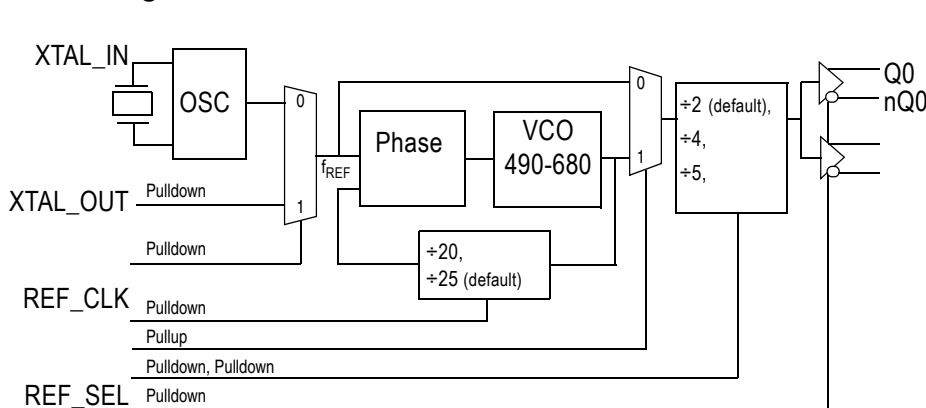 XTAL_IN
OSC
0
1
XTAL_OUT
Pulldown
Pulldown
REF_CLK
Pulldown
Pullup
Pulldown, Pulldown
REF_SEL
Pulldown
fREF
Phase
VCO
490-680
÷20,
÷25 (default)
0
1
÷2 (default),
÷4,
÷5,
Q0
nQ0